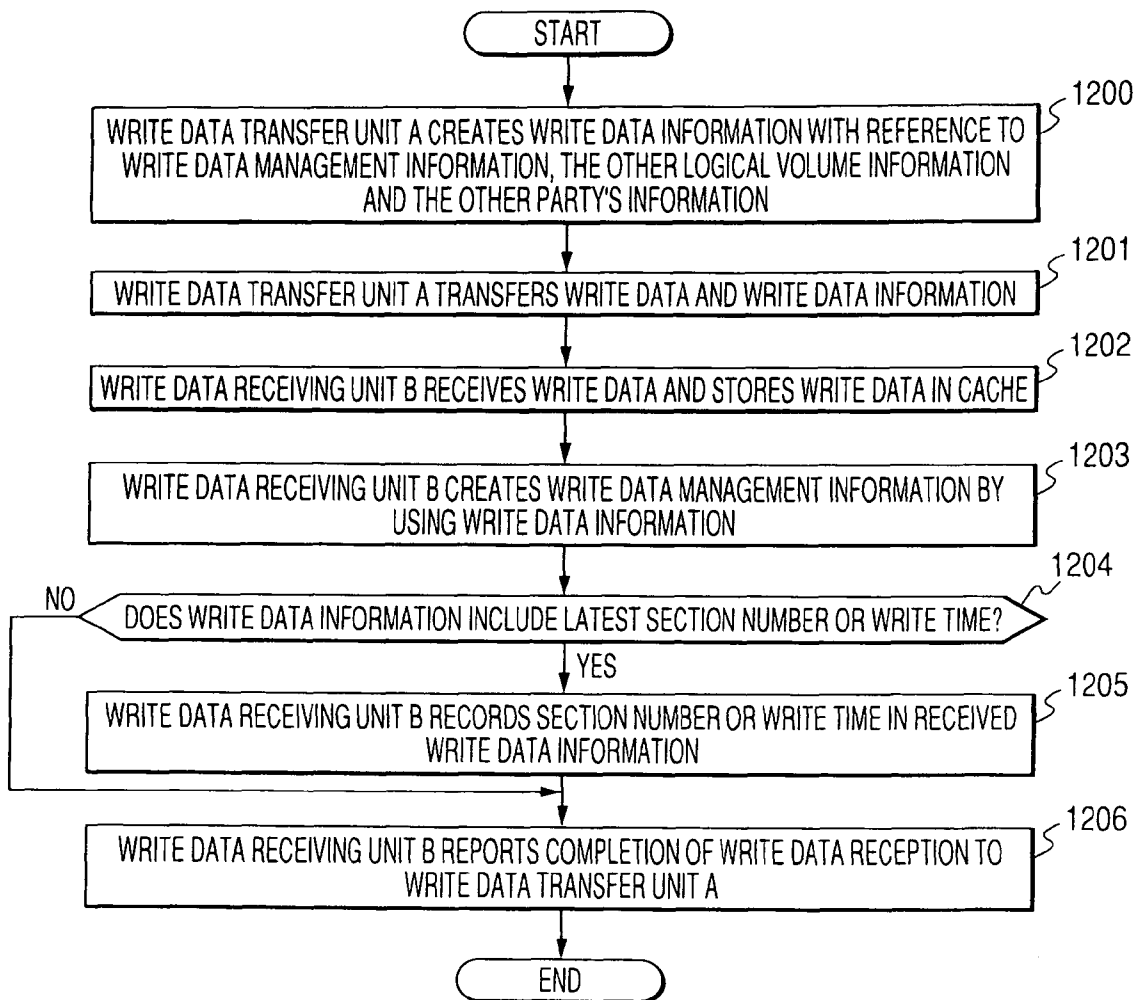 START
1200
WRITE DATA TRANSFER UNIT A CREATES WRITE DATA INFORMATION WITH REFERENCE TO
WRITE DATA MANAGEMENT INFORMATION, THE OTHER LOGICAL VOLUME INFORMATION
AND THE OTHER PARTY'S INFORMATION
1201
WRITE DATA TRANSFER UNIT A TRANSFERS WRITE DATA AND WRITE DATA INFORMATION
1202
WRITE DATA RECEIVING UNIT B RECEIVES WRITE DATA AND STORES WRITE DATA IN CACHE
1203
WRITE DATA RECEIVING UNIT B CREATES WRITE DATA MANAGEMENT INFORMATION BY
USING WRITE DATA INFORMATION
1204
NO
DOES WRITE DATA INFORMATION INCLUDE LATEST SECTION NUMBER OR WRITE TIME?
YES
1205
WRITE DATA RECEIVING UNIT B RECORDS SECTION NUMBER OR WRITE TIME IN RECEIVED
WRITE DATA INFORMATION
1206
WRITE DATA RECEIVING UNIT B REPORTS COMPLETION OF WRITE DATA RECEPTION TO
WRITE DATA TRANSFER UNIT A
END